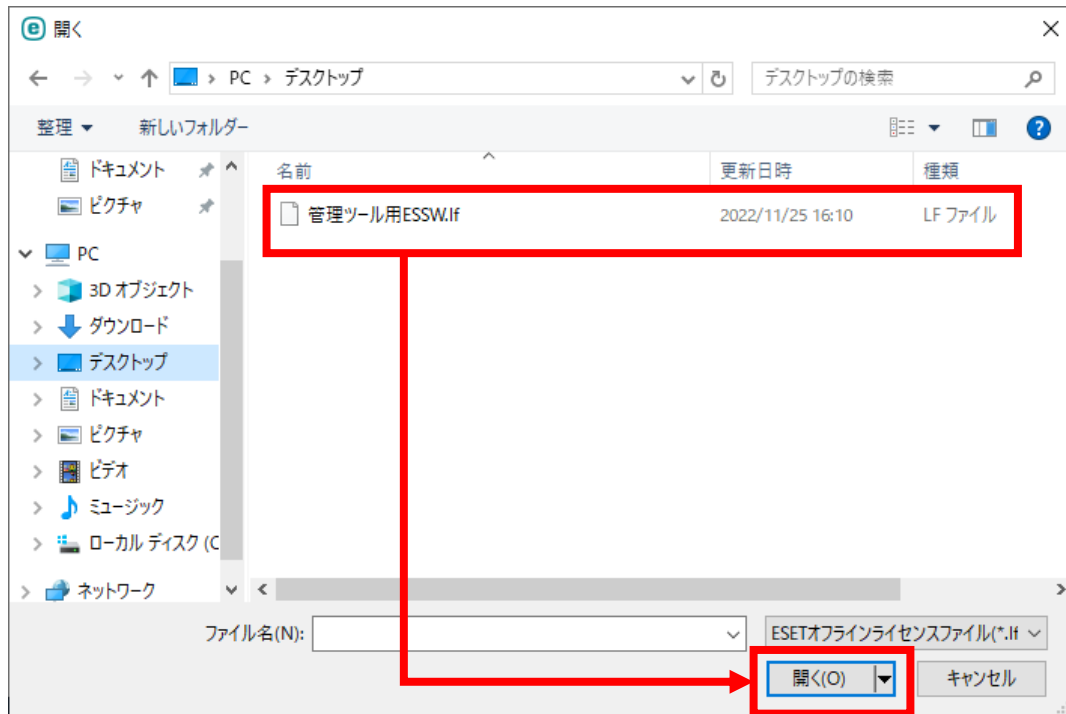 開く
PC > デスクトップ
デスクトップの検索
整理
新しいフォルダー
名前
更新日時
種類
管理ツール用ESSW.lf
2022/11/25 16:10
LF ファイル
ドキュメント
ピクチャ
PC
3D オブジェクト
ダウンロード
デスクトップ
ドキュメント
ピクチャ
ビデオ
ミュージック
ローカル ディスク (C
ネットワーク
ファイル名(N):
ESETオフラインライセンスファイル(*.lf
開く(O)
キャンセル